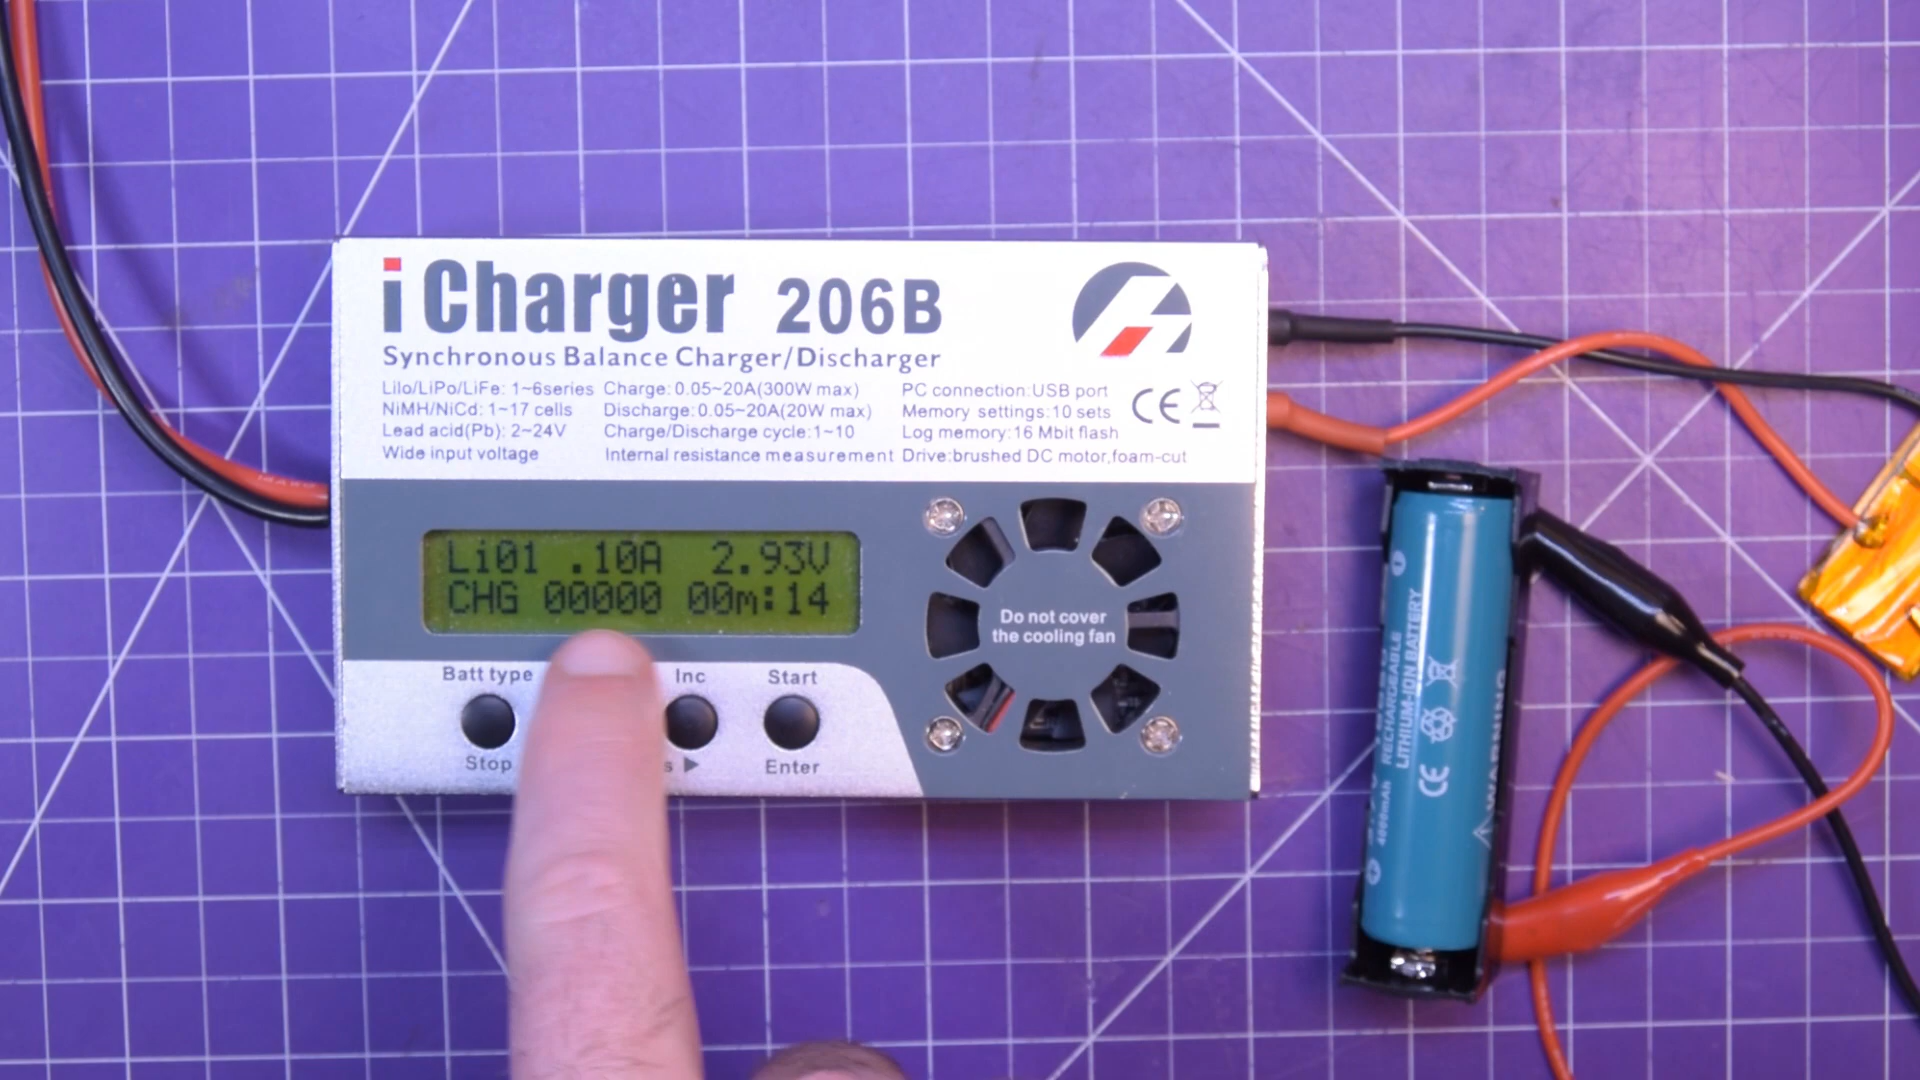 iCharger 206B
Synchronous Balance Charger/Discharger
LiIo/LiPo/LiFe: 1~6series Charge: 0.05~20A(300W max) PC connection:USB port
NiMH/NiCd: 1~17 cells Discharge: 0.05~20A(20W max) Memory settings:10 sets
Lead acid(Pb): 2~24V Charge/Discharge cycle:1~10 Log memory:16 Mbit flash
Wide input voltage Internal resistance measurement Drive:brushed DC motor,foam-cut
CE
Li01 .10A 2.93V
CHG 00000 00m:14
Do not cover
the cooling fan
Batt type Inc Start
Stop s ▶ Enter
4000mAh RECHARGEABLE
LITHIUM-ION BATTERY
CE
WARNING